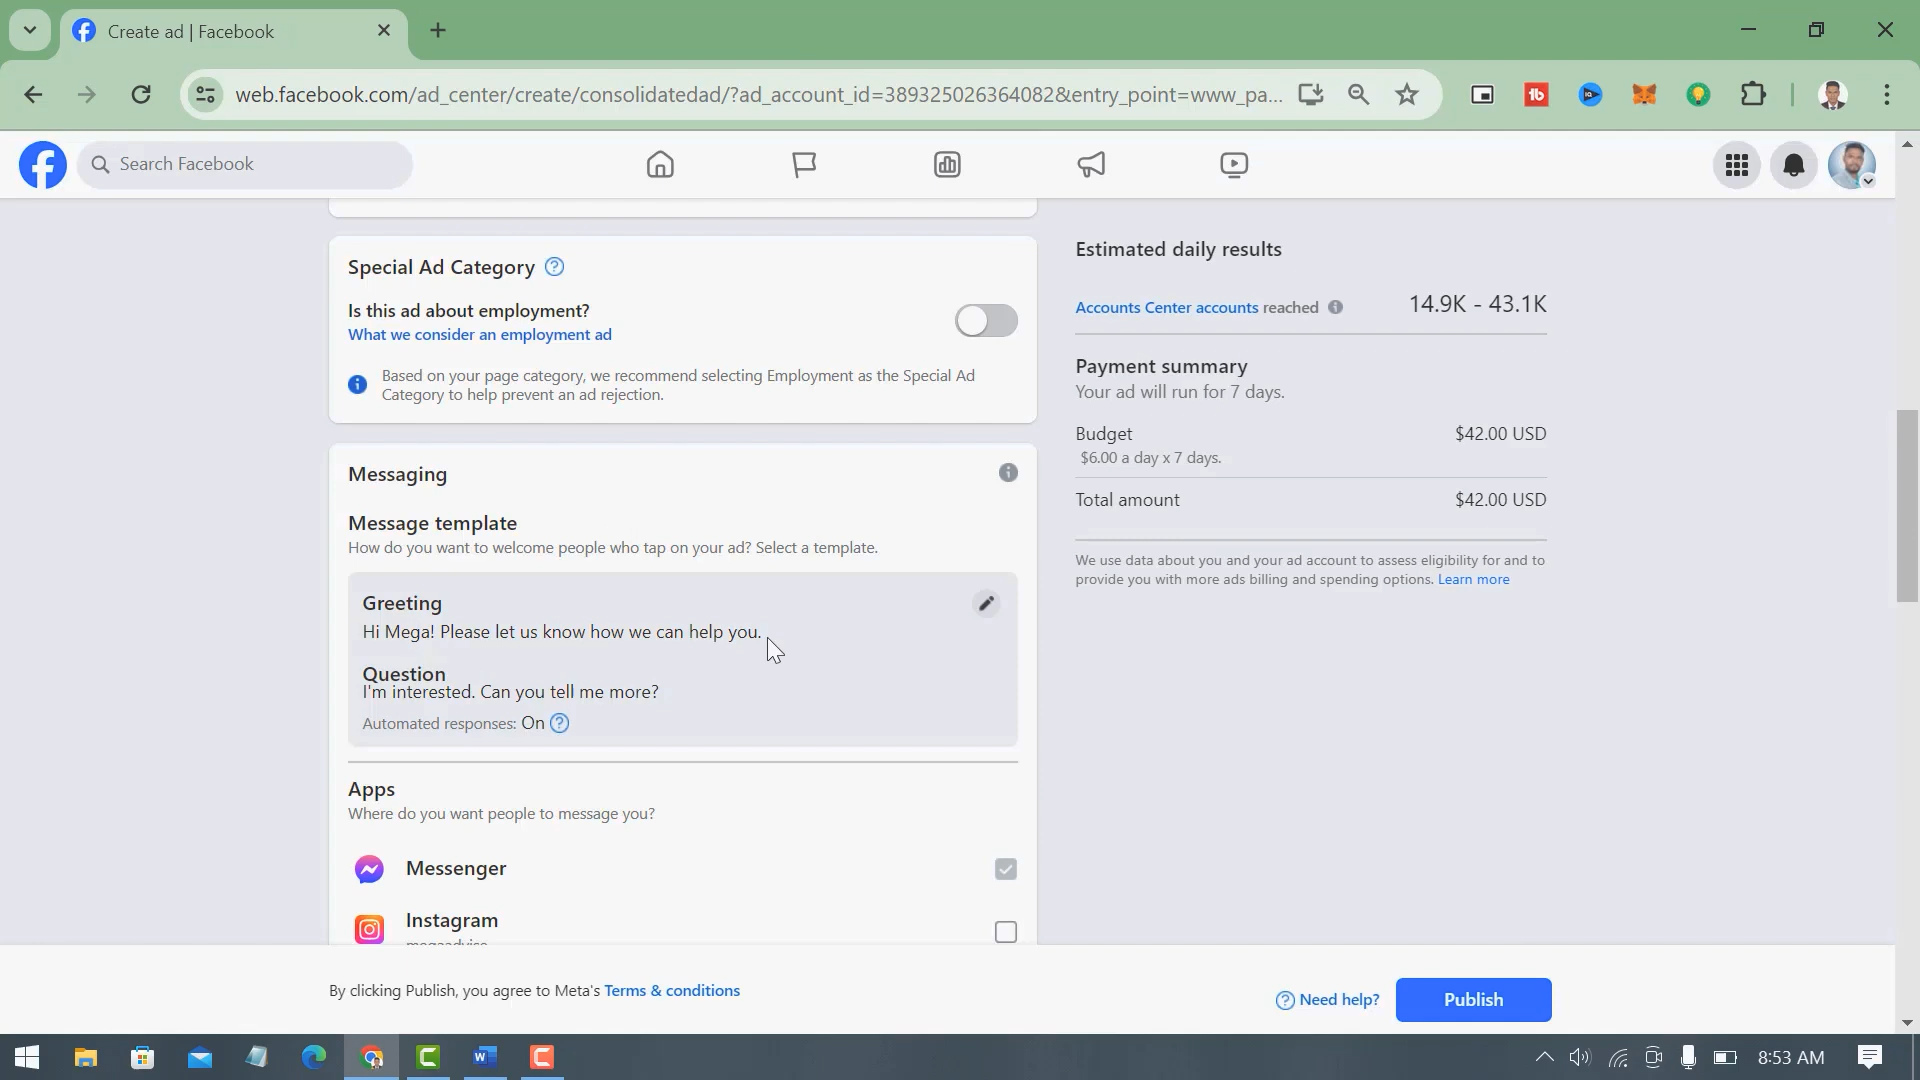 Create ad | Facebook
web.facebook.com/ad_center/create/consolidatedad/?ad_account_id=389325026364082&entry_point=www_pa...
Search Facebook
Special Ad Category
Is this ad about employment?
What we consider an employment ad
Based on your page category, we recommend selecting Employment as the Special Ad
Category to help prevent an ad rejection.
Messaging
Message template
How do you want to welcome people who tap on your ad? Select a template.
Greeting
Hi Mega! Please let us know how we can help you.
Question
I'm interested. Can you tell me more?
Automated responses: On
Apps
Where do you want people to message you?
Messenger
Instagram
Estimated daily results
Accounts Center accounts reached 14.9K - 43.1K
Payment summary
Your ad will run for 7 days.
Budget $42.00 USD
$6.00 a day x 7 days.
Total amount $42.00 USD
We use data about you and your ad account to assess eligibility for and to
provide you with more ads billing and spending options. Learn more
By clicking Publish, you agree to Meta's Terms & conditions
Need help?
Publish
8:53 AM